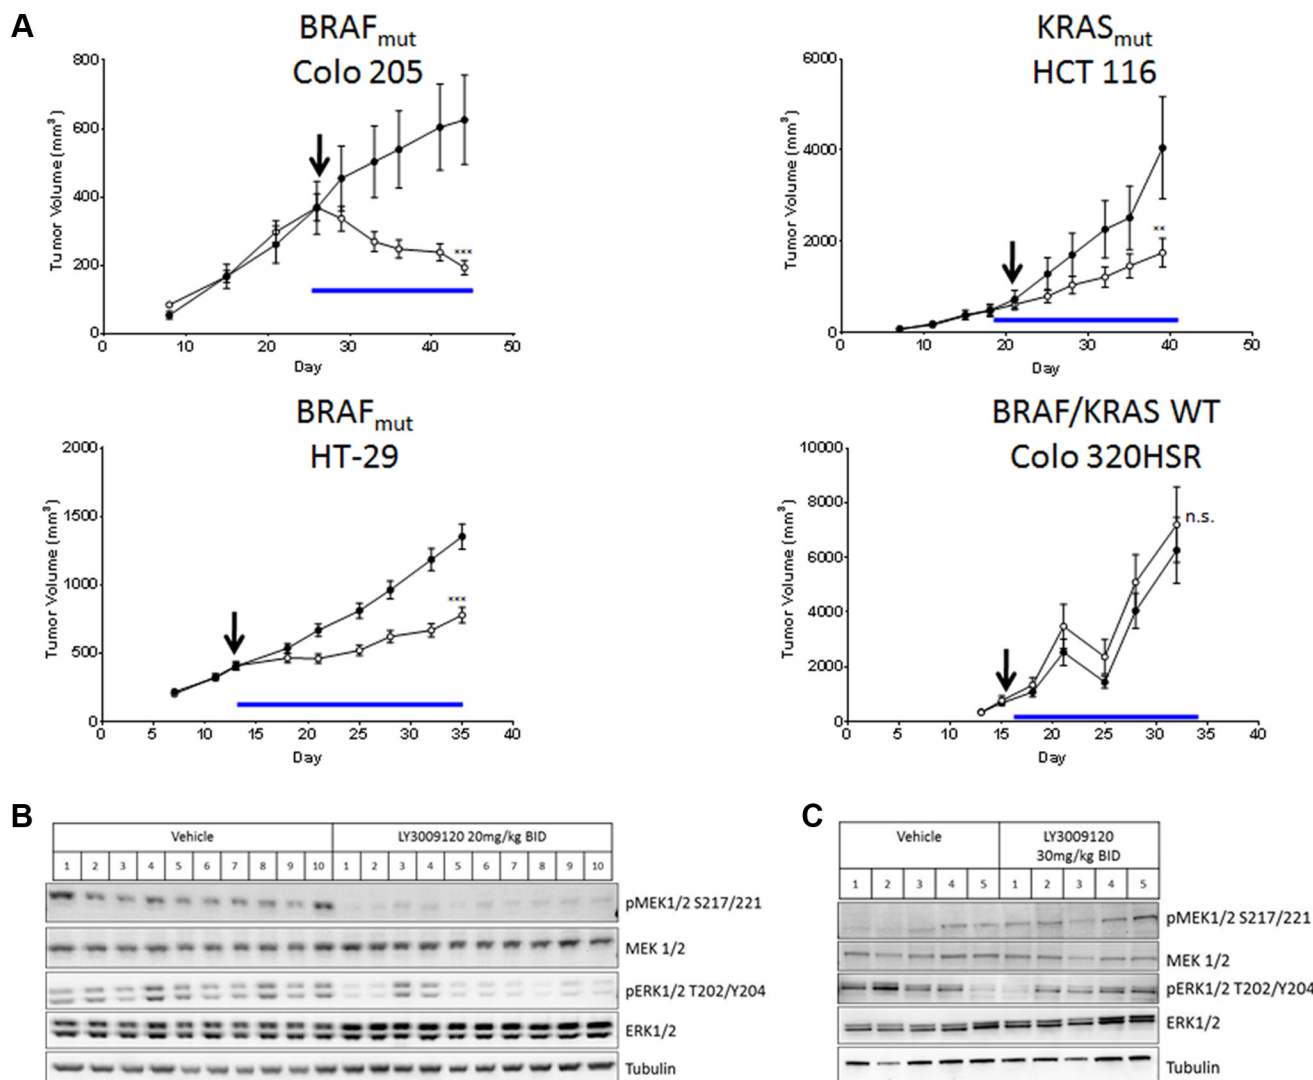 A
BRAFmut
Colo 205
Tumor Volume (mm3)
800
600
400
200
0
0 10 20 30 40 50
Day
***
KRASmut
HCT 116
Tumor Volume (mm3)
6000
4000
2000
0
0 10 20 30 40 50
Day
**
BRAFmut
HT-29
Tumor Volume (mm3)
2000
1500
1000
500
0
0 5 10 15 20 25 30 35 40
Day
***
BRAF/KRAS WT
Colo 320HSR
Tumor Volume (mm3)
10000
8000
6000
4000
2000
0
0 5 10 15 20 25 30 35 40
Day
n.s.
B
Vehicle LY3009120 20mg/kg BID
1 2 3 4 5 6 7 8 9 10 1 2 3 4 5 6 7 8 9 10
pMEK1/2 S217/221
MEK 1/2
pERK1/2 T202/Y204
ERK1/2
Tubulin
C
Vehicle LY3009120
30mg/kg BID
1 2 3 4 5 1 2 3 4 5
pMEK1/2 S217/221
MEK 1/2
pERK1/2 T202/Y204
ERK1/2
Tubulin